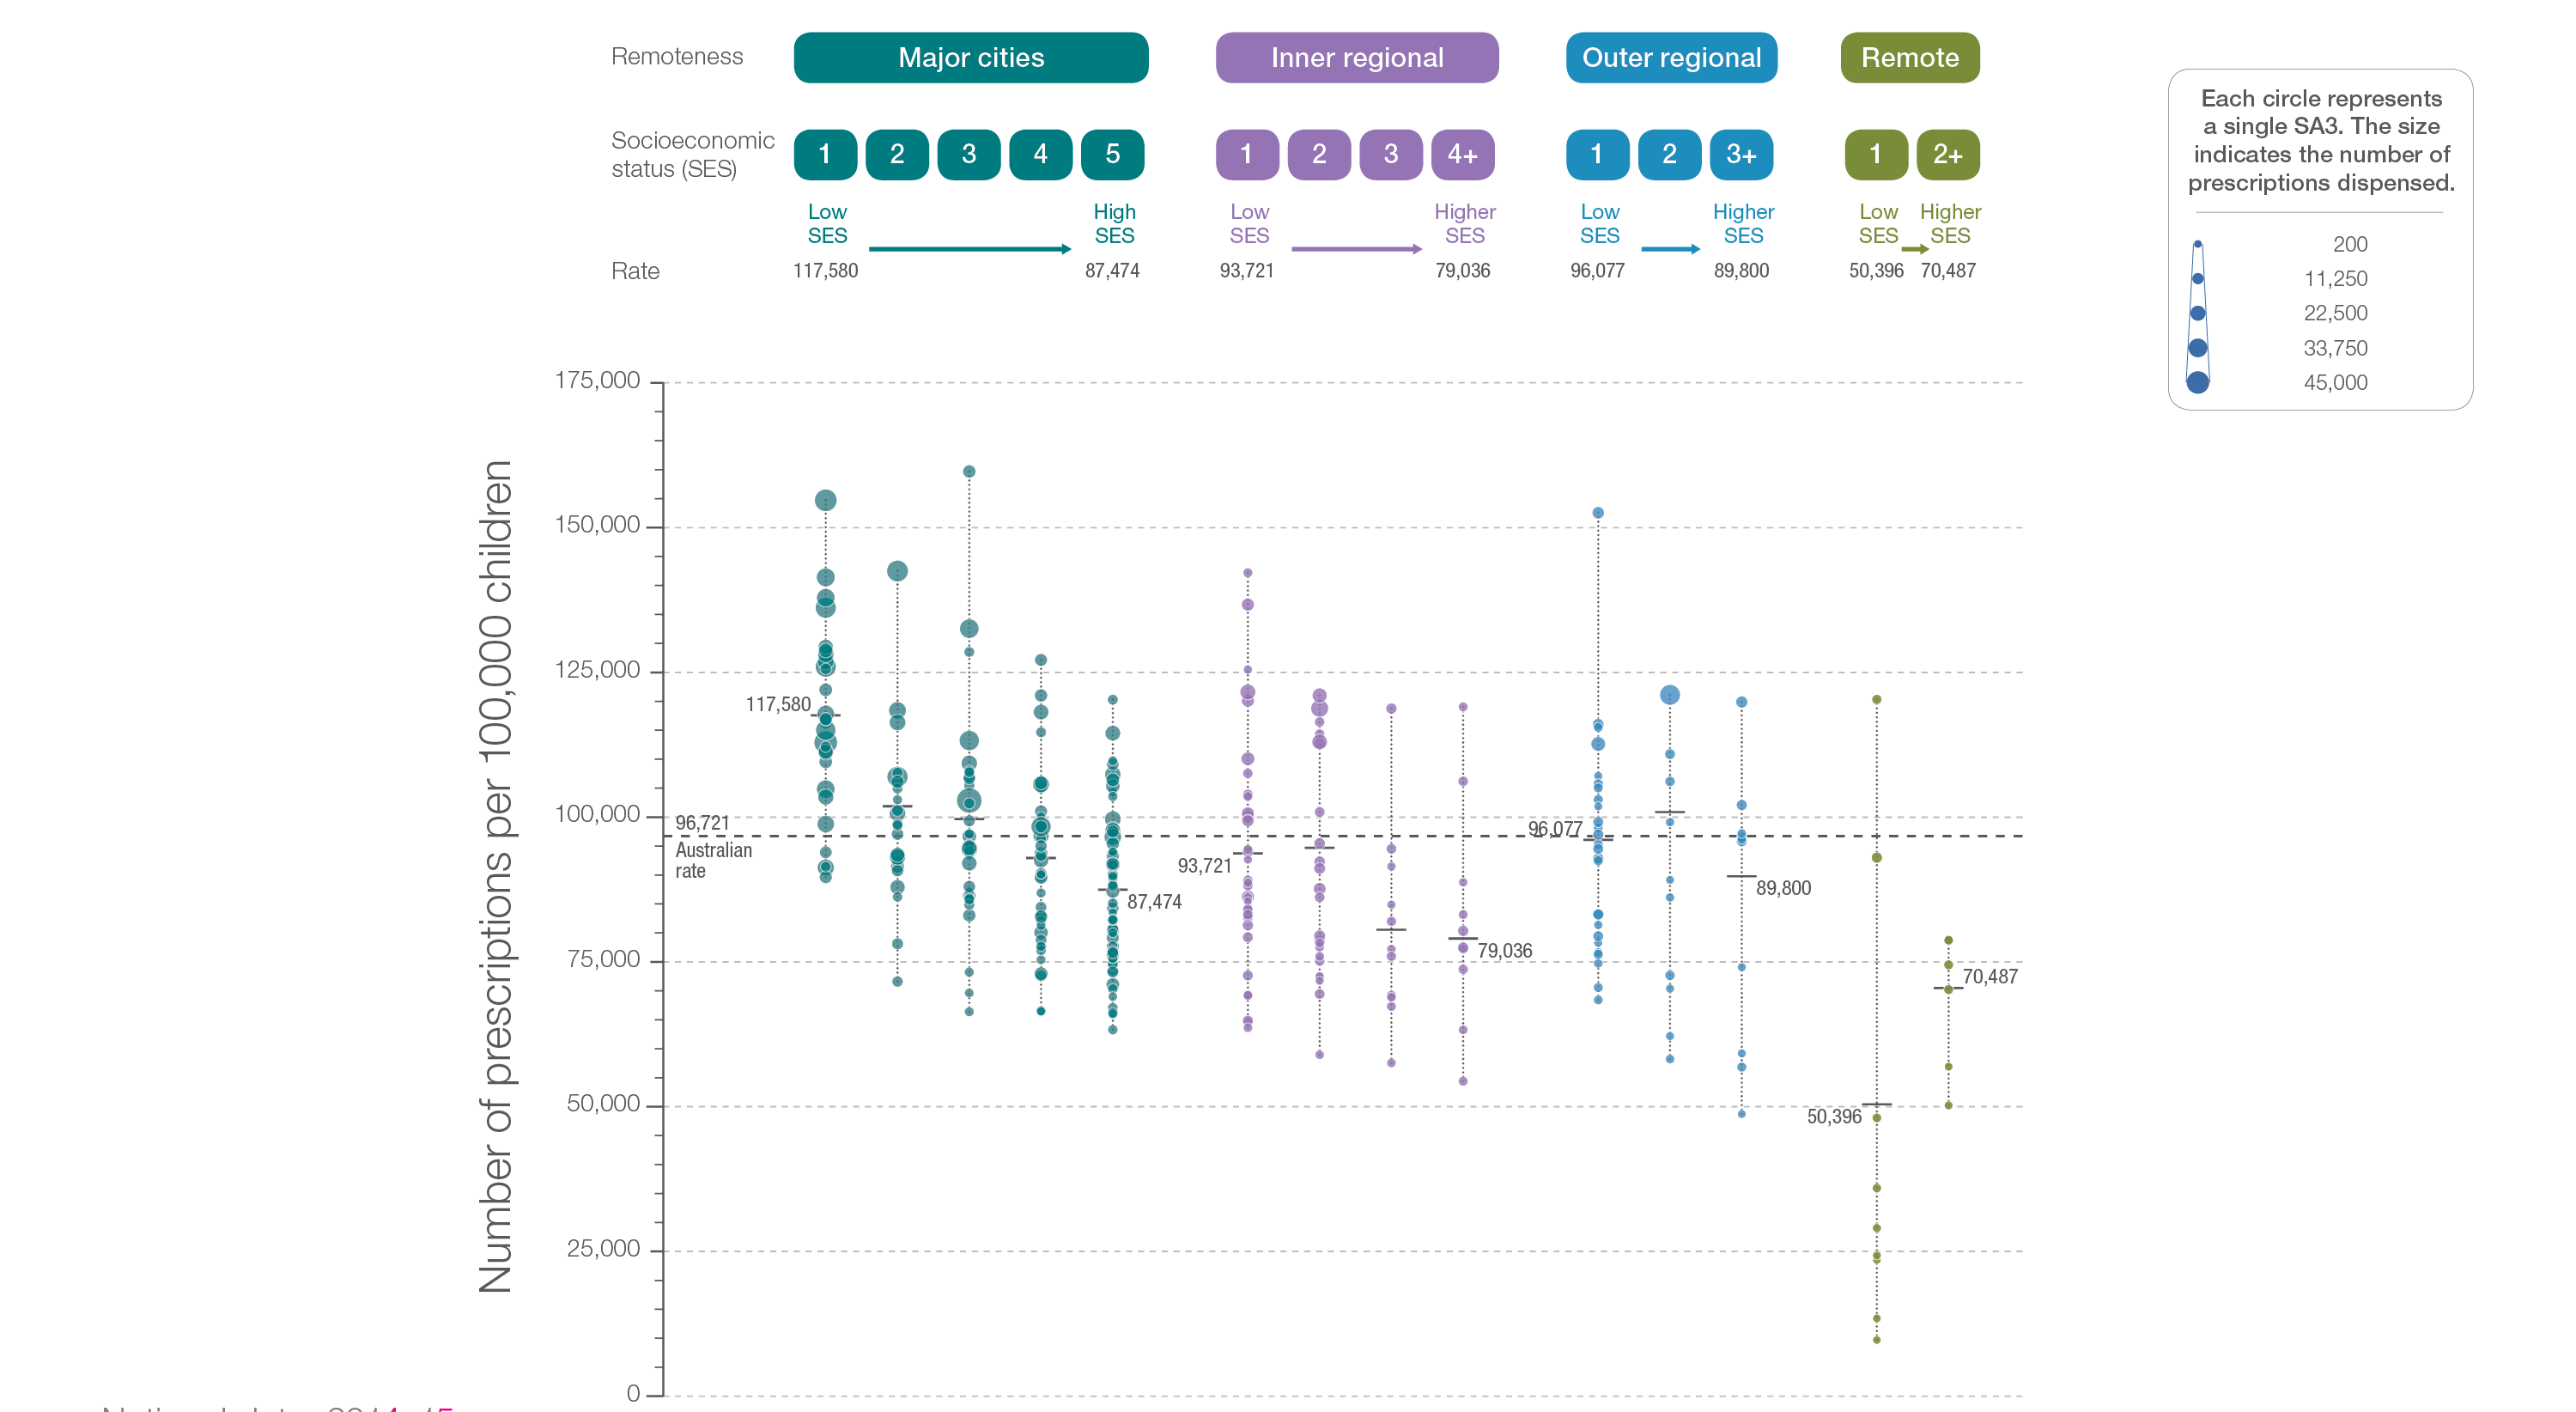 Remoteness
Major cities
Inner regional
Outer regional
Remote
Socioeconomic
status (SES)
1 2 3 4 5
1 2 3 4+
1 2 3+
1 2+
Low
SES
High
SES
Low
SES
Higher
SES
Low
SES
Higher
SES
Low
SES
Higher
SES
Rate
117,580
87,474
93,721
79,036
96,077
89,800
50,396
70,487
Each circle represents
a single SA3. The size
indicates the number of
prescriptions dispensed.
200
11,250
22,500
33,750
45,000
Number of prescriptions per 100,000 children
175,000
150,000
125,000
100,000
75,000
50,000
25,000
0
96,721
Australian
rate
117,580
87,474
93,721
79,036
96,077
89,800
50,396
70,487